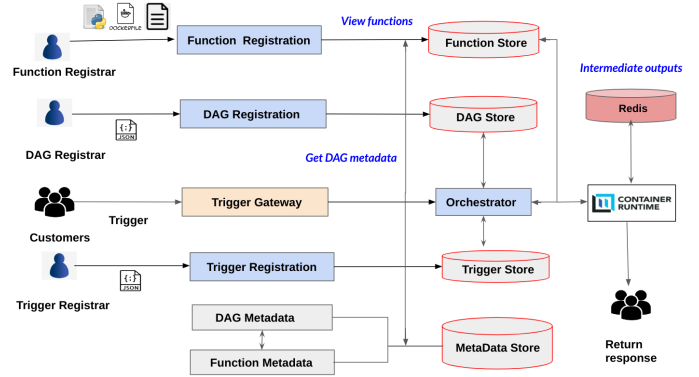 DOCKERFILE
View functions
Function Registration
Function Store
Function Registrar
Intermediate outputs
Redis
DAG Registration
DAG Store
{:}
JSON
DAG Registrar
Get DAG metadata
Trigger Gateway
Orchestrator
CONTAINER
RUNTIME
Trigger
Customers
Trigger Registration
Trigger Store
{:}
JSON
Trigger Registrar
DAG Metadata
MetaData Store
Function Metadata
Return
response